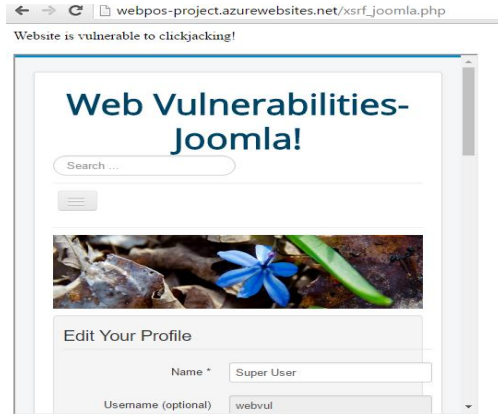 webpos-project.azurewebsites.net/xsrf_joomla.php
Website is vulnerable to clickjacking!
Web Vulnerabilities-
Joomla!
Search ...
Edit Your Profile
Name * Super User
Username (optional) webvul